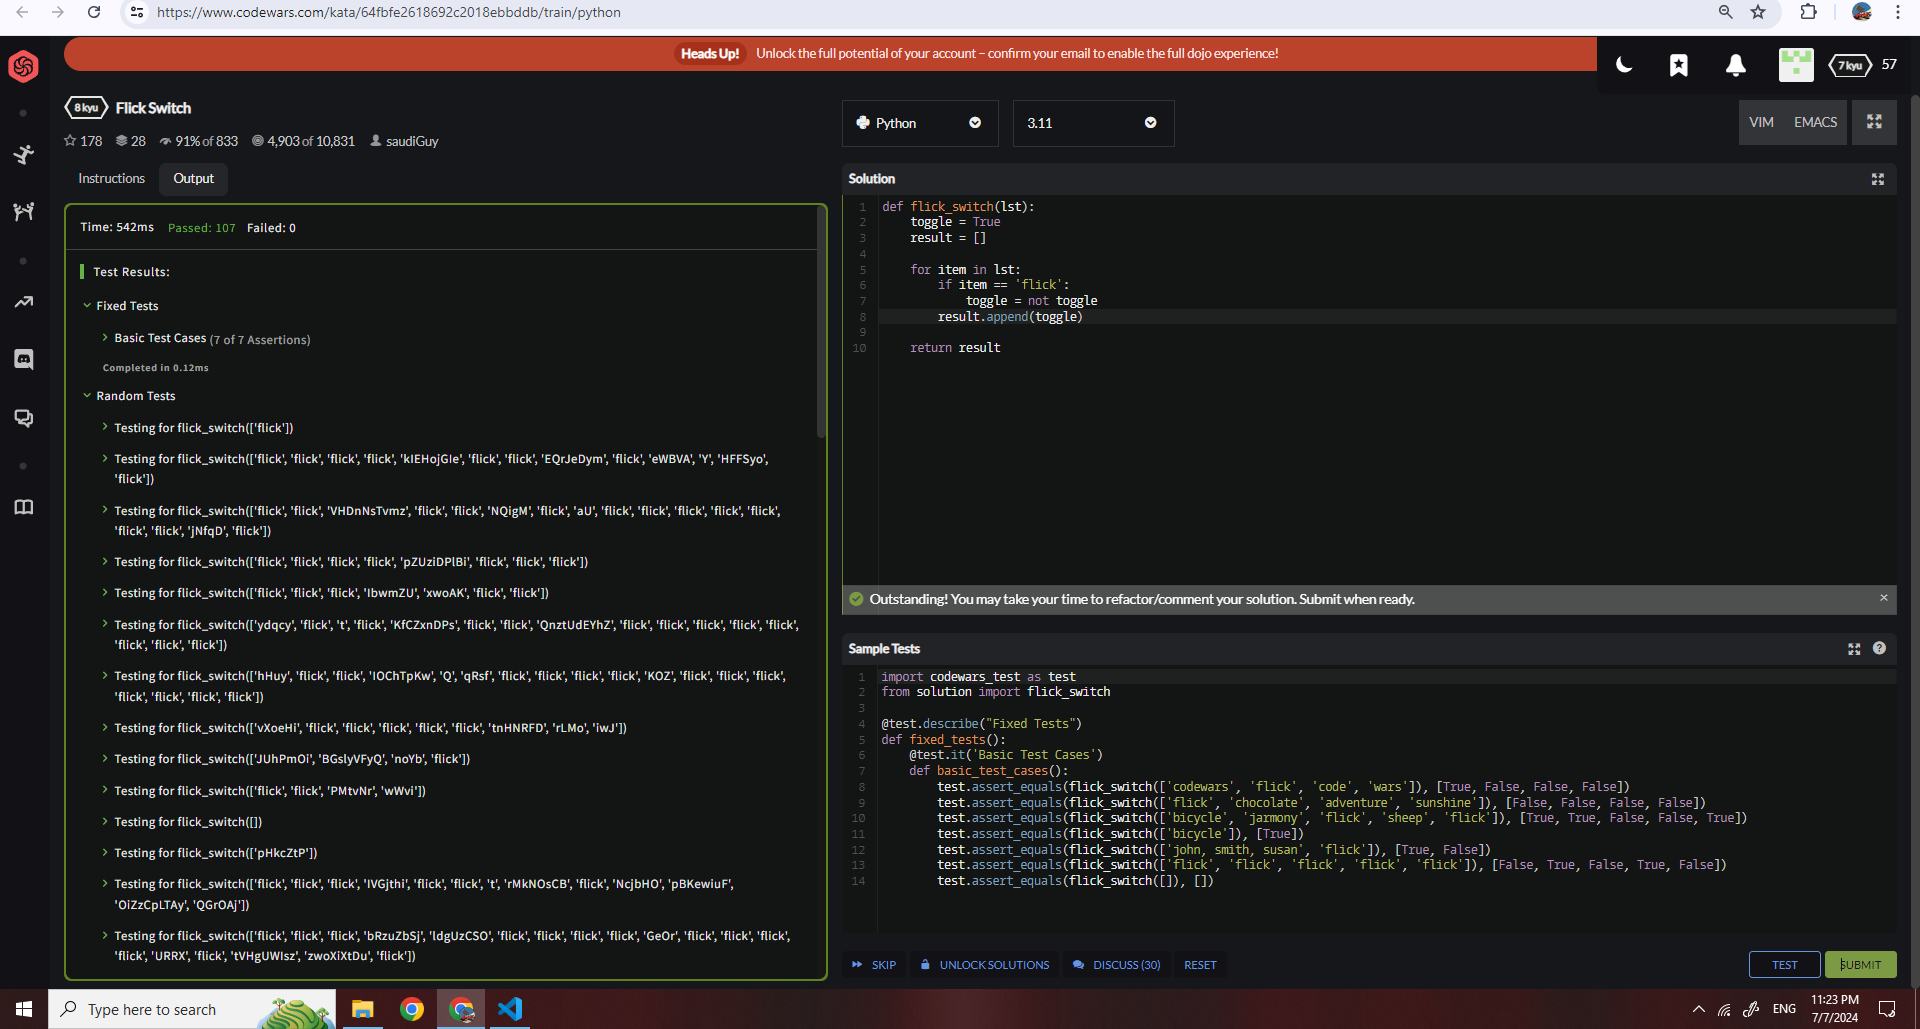 https://www.codewars.com/kata/64fbfe2618692c2018ebbddb/train/python
Heads Up! Unlock the full potential of your account – confirm your email to enable the full dojo experience!
7 kyu 57
8 kyu Flick Switch
178 28 91% of 833 4,903 of 10,831 saudiGuy
Instructions Output
Time: 542ms Passed: 107 Failed: 0
Test Results:
Fixed Tests
Basic Test Cases (7 of 7 Assertions)
Completed in 0.12ms
Random Tests
Testing for flick_switch(['flick'])
Testing for flick_switch(['flick', 'flick', 'flick', 'flick', 'kIEHojGIe', 'flick', 'flick', 'EQrJeDym', 'flick', 'eWBVA', 'Y', 'HFFSyo',
'flick'])
Testing for flick_switch(['flick', 'flick', 'VHDnNsTvmz', 'flick', 'flick', 'NQigM', 'flick', 'aU', 'flick', 'flick', 'flick', 'flick', 'flick',
'flick', 'flick', 'jNfqD', 'flick'])
Testing for flick_switch(['flick', 'flick', 'flick', 'flick', 'pZUziDPlBi', 'flick', 'flick', 'flick'])
Testing for flick_switch(['flick', 'flick', 'flick', 'IbwmZU', 'xwoAK', 'flick', 'flick'])
Testing for flick_switch(['ydqcy', 'flick', 't', 'flick', 'KfCZxnDPs', 'flick', 'flick', 'QnztUdEYhZ', 'flick', 'flick', 'flick', 'flick', 'flick',
'flick', 'flick', 'flick'])
Testing for flick_switch(['hHuy', 'flick', 'flick', 'IOChTpKw', 'Q', 'qRsf', 'flick', 'flick', 'flick', 'flick', 'KOZ', 'flick', 'flick', 'flick',
'flick', 'flick', 'flick', 'flick'])
Testing for flick_switch(['vXoeHi', 'flick', 'flick', 'flick', 'flick', 'flick', 'tnHNRFD', 'rLMo', 'iwJ'])
Testing for flick_switch(['JUhPmOi', 'BGslyVFyQ', 'noYb', 'flick'])
Testing for flick_switch(['flick', 'flick', 'PMtvNr', 'wWvi'])
Testing for flick_switch([])
Testing for flick_switch(['pHkcZtP'])
Testing for flick_switch(['flick', 'flick', 'flick', 'IVGjthi', 'flick', 'flick', 't', 'rMkNOsCB', 'flick', 'NcjbHO', 'pBKewiuF',
'OiZzCpLTAy', 'QGrOAj'])
Testing for flick_switch(['flick', 'flick', 'flick', 'bRzuZbSj', 'ldgUzCSO', 'flick', 'flick', 'flick', 'flick', 'GeOr', 'flick', 'flick', 'flick',
'flick', 'URRX', 'flick', 'tVHgUWIsz', 'zwoXiXtDu', 'flick'])
Python 3.11 VIM EMACS
Solution
1 def flick_switch(lst):
2 toggle = True
3 result = []
4
5 for item in lst:
6 if item == 'flick':
7 toggle = not toggle
8 result.append(toggle)
9
10 return result
Outstanding! You may take your time to refactor/comment your solution. Submit when ready.
Sample Tests
1 import codewars_test as test
2 from solution import flick_switch
3
4 @test.describe("Fixed Tests")
5 def fixed_tests():
6 @test.it('Basic Test Cases')
7 def basic_test_cases():
8 test.assert_equals(flick_switch(['codewars', 'flick', 'code', 'wars']), [True, False, False, False])
9 test.assert_equals(flick_switch(['flick', 'chocolate', 'adventure', 'sunshine']), [False, False, False, False])
10 test.assert_equals(flick_switch(['bicycle', 'jarmony', 'flick', 'sheep', 'flick']), [True, True, False, False, True])
11 test.assert_equals(flick_switch(['bicycle']), [True])
12 test.assert_equals(flick_switch(['john, smith, susan', 'flick']), [True, False])
13 test.assert_equals(flick_switch(['flick', 'flick', 'flick', 'flick', 'flick']), [False, True, False, True, False])
14 test.assert_equals(flick_switch([]), [])
SKIP UNLOCK SOLUTIONS DISCUSS (30) RESET TEST SUBMIT
Type here to search
ENG
11:23 PM
7/7/2024